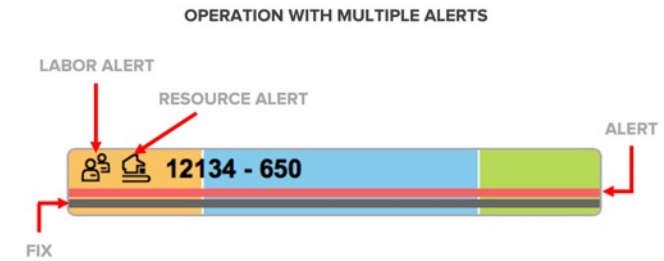 OPERATION WITH MULTIPLE ALERTS
LABOR ALERT
RESOURCE ALERT
ALERT
12134 - 650
FIX